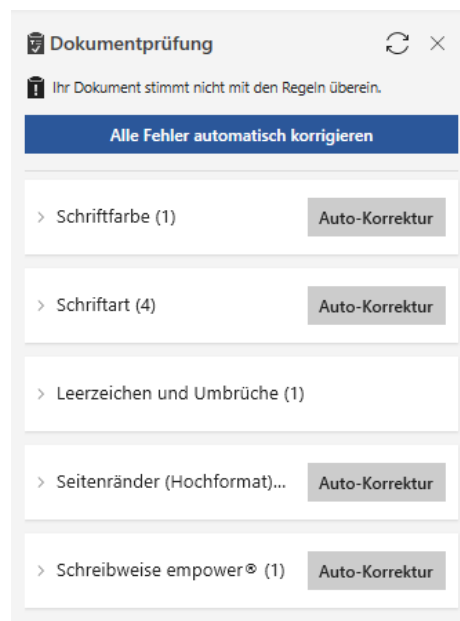 Dokumentprüfung
Ihr Dokument stimmt nicht mit den Regeln überein.
Alle Fehler automatisch korrigieren
Schriftfarbe (1) Auto-Korrektur
Schriftart (4) Auto-Korrektur
Leerzeichen und Umbrüche (1)
Seitenränder (Hochformat)... Auto-Korrektur
Schreibweise empower® (1) Auto-Korrektur